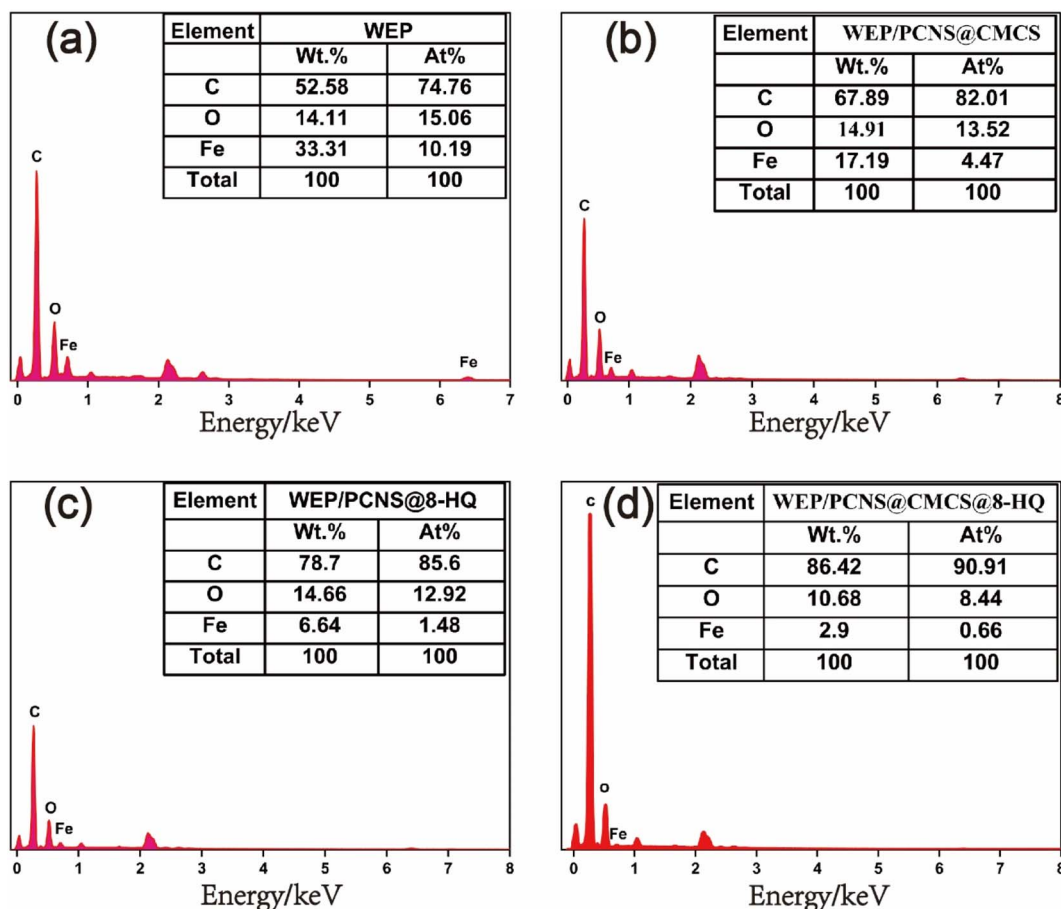 (a)
Element WEP
Wt.% At%
C 52.58 74.76
O 14.11 15.06
Fe 33.31 10.19
Total 100 100
C
O
Fe
Fe
0 1 2 3 4 5 6 7
Energy/keV
(b)
Element WEP/PCNS@CMCS
Wt.% At%
C 67.89 82.01
O 14.91 13.52
Fe 17.19 4.47
Total 100 100
C
O
Fe
0 1 2 3 4 5 6 7 8
Energy/keV
(c)
Element WEP/PCNS@8-HQ
Wt.% At%
C 78.7 85.6
O 14.66 12.92
Fe 6.64 1.48
Total 100 100
C
O
Fe
0 1 2 3 4 5 6 7 8
Energy/keV
(d)
Element WEP/PCNS@CMCS@8-HQ
Wt.% At%
C 86.42 90.91
O 10.68 8.44
Fe 2.9 0.66
Total 100 100
c
o
Fe
0 1 2 3 4 5 6 7 8
Energy/keV